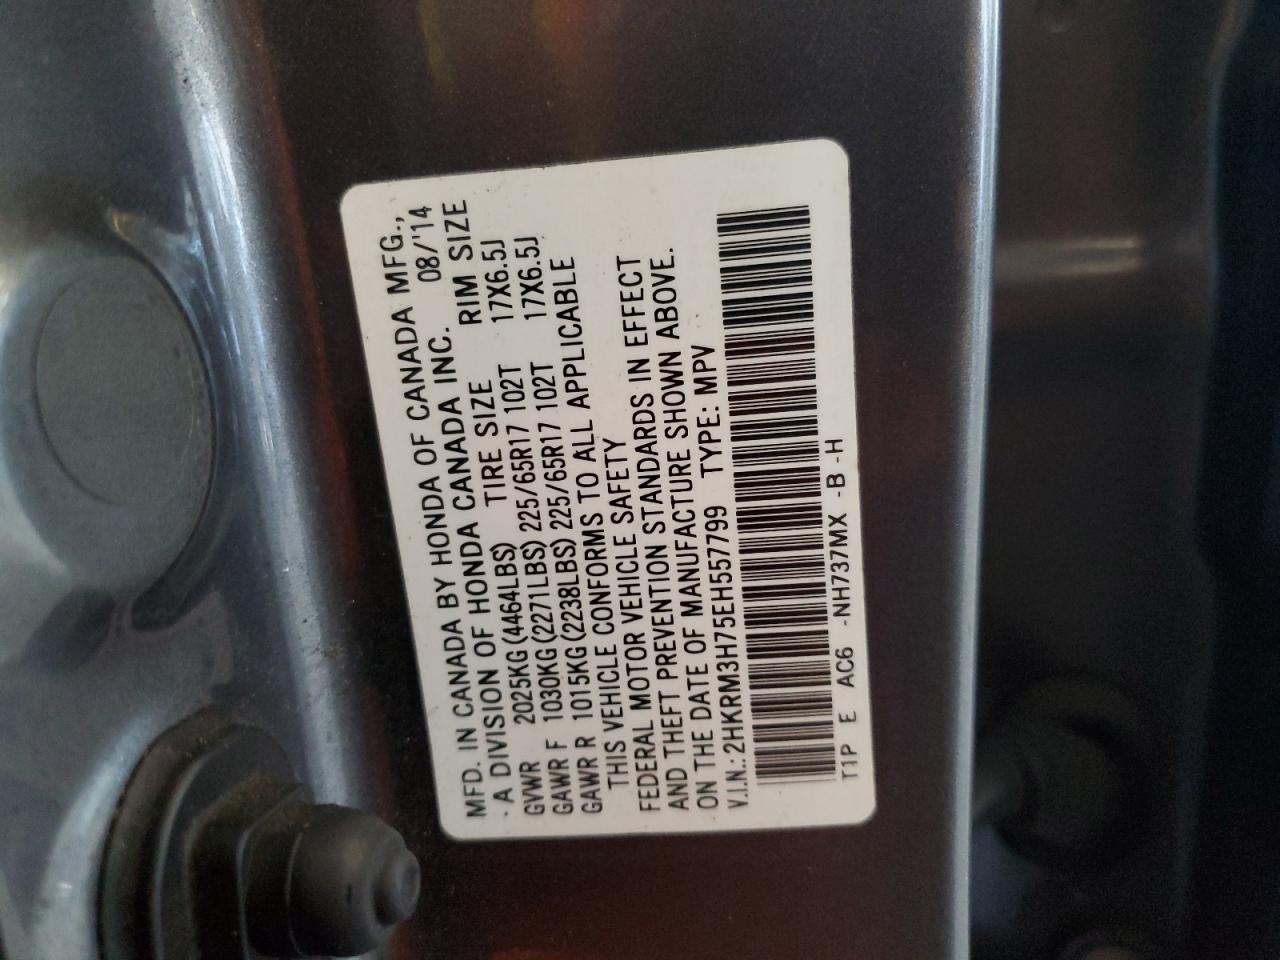 MFD. IN CANADA BY HONDA OF CANADA MFG.,
- A DIVISION OF HONDA CANADA INC. 08/'14
TIRE SIZE RIM SIZE
GVWR 2025KG (4464LBS)
GAWR F 1030KG (2271LBS) 225/65R17 102T 17X6.5J
GAWR R 1015KG (2238LBS) 225/65R17 102T 17X6.5J
THIS VEHICLE CONFORMS TO ALL APPLICABLE
FEDERAL MOTOR VEHICLE SAFETY
AND THEFT PREVENTION STANDARDS IN EFFECT
ON THE DATE OF MANUFACTURE SHOWN ABOVE.
V.I.N.: 2HKRM3H75EH557799 TYPE: MPV
T1P E AC6 -NH737MX -B -H